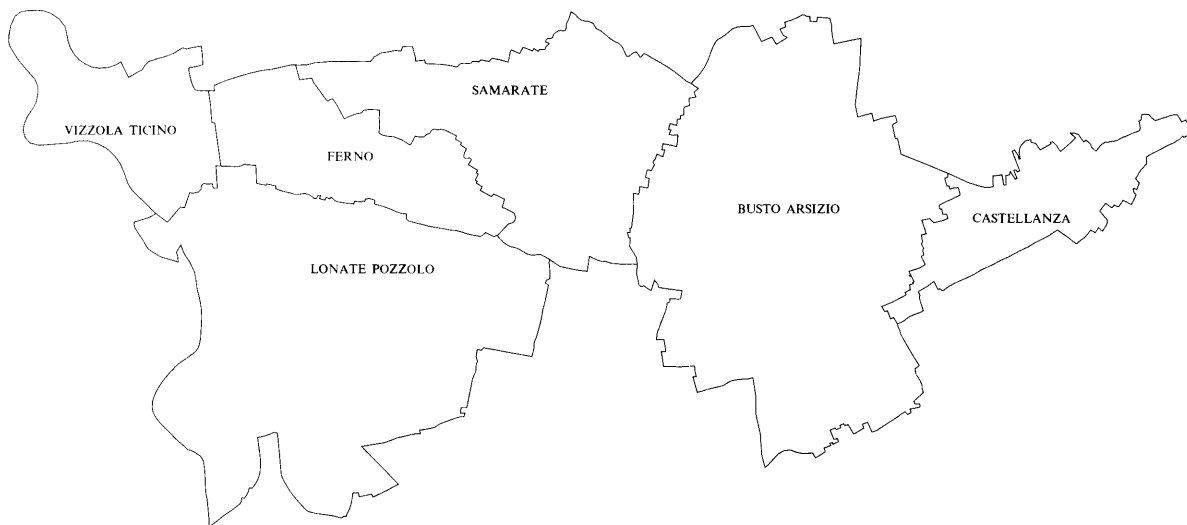 SAMARATE
VIZZOLA TICINO
FERNO
BUSTO ARSIZIO
CASTELLANZA
LONATE POZZOLO